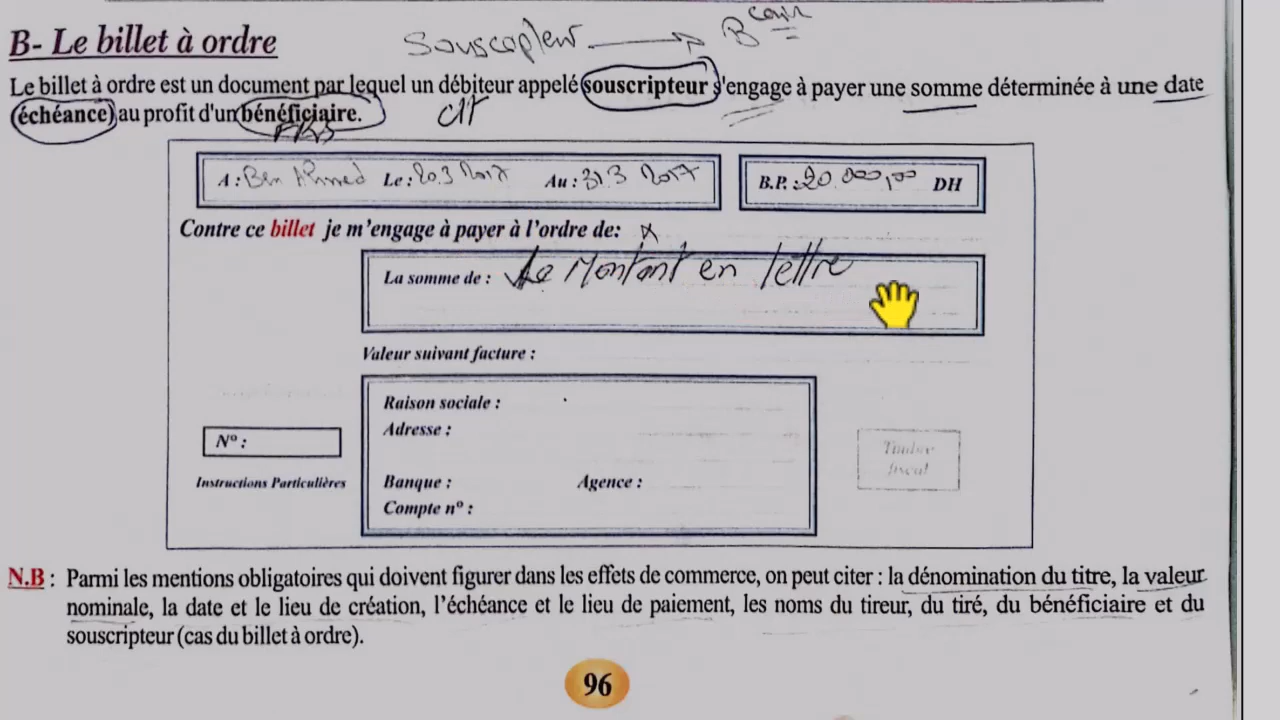 B- Le billet à ordre
Souscripteur → B
Le billet à ordre est un document par lequel un débiteur appelé souscripteur s'engage à payer une somme déterminée à une date
(échéance) au profit d'un bénéficiaire. clt
FRS
A : Ben Ahmed Le : 20.3 2017 Au : 31.3 2017 B.P. : 20.000,00 DH
Contre ce billet je m'engage à payer à l'ordre de: x
La somme de : Le Montant en lettre
Valeur suivant facture :
Raison sociale :
Adresse :
N° :
Instructions Particulières
Banque : Agence :
Compte n° :
Timbre
fiscal
N.B : Parmi les mentions obligatoires qui doivent figurer dans les effets de commerce, on peut citer : la dénomination du titre, la valeur
nominale, la date et le lieu de création, l'échéance et le lieu de paiement, les noms du tireur, du tiré, du bénéficiaire et du
souscripteur (cas du billet à ordre).
96